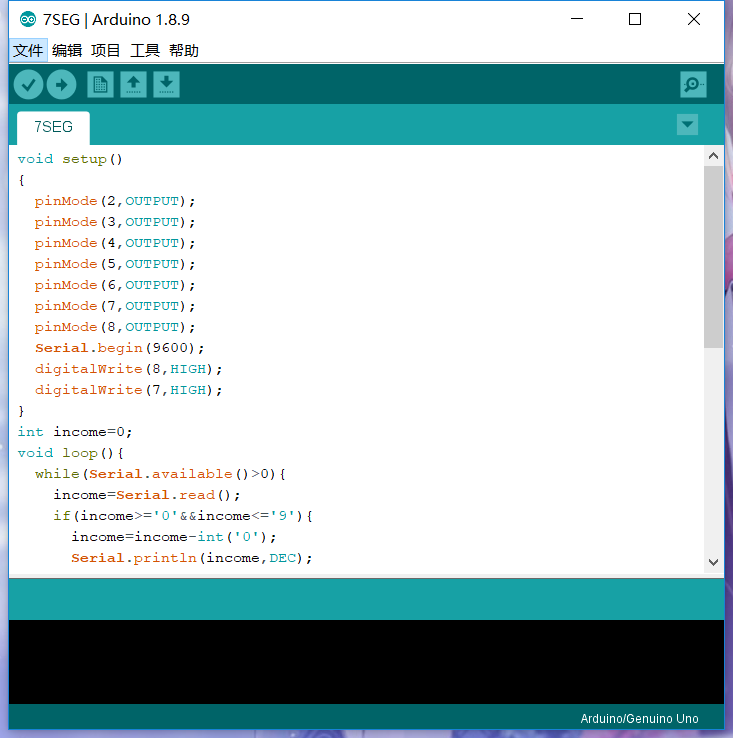 7SEG | Arduino 1.8.9
文件 编辑 项目 工具 帮助
7SEG
void setup()
{
  pinMode(2,OUTPUT);
  pinMode(3,OUTPUT);
  pinMode(4,OUTPUT);
  pinMode(5,OUTPUT);
  pinMode(6,OUTPUT);
  pinMode(7,OUTPUT);
  pinMode(8,OUTPUT);
  Serial.begin(9600);
  digitalWrite(8,HIGH);
  digitalWrite(7,HIGH);
}
int income=0;
void loop(){
  while(Serial.available()>0){
    income=Serial.read();
    if(income>='0'&&income<='9'){
      income=income-int('0');
      Serial.println(income,DEC);
Arduino/Genuino Uno